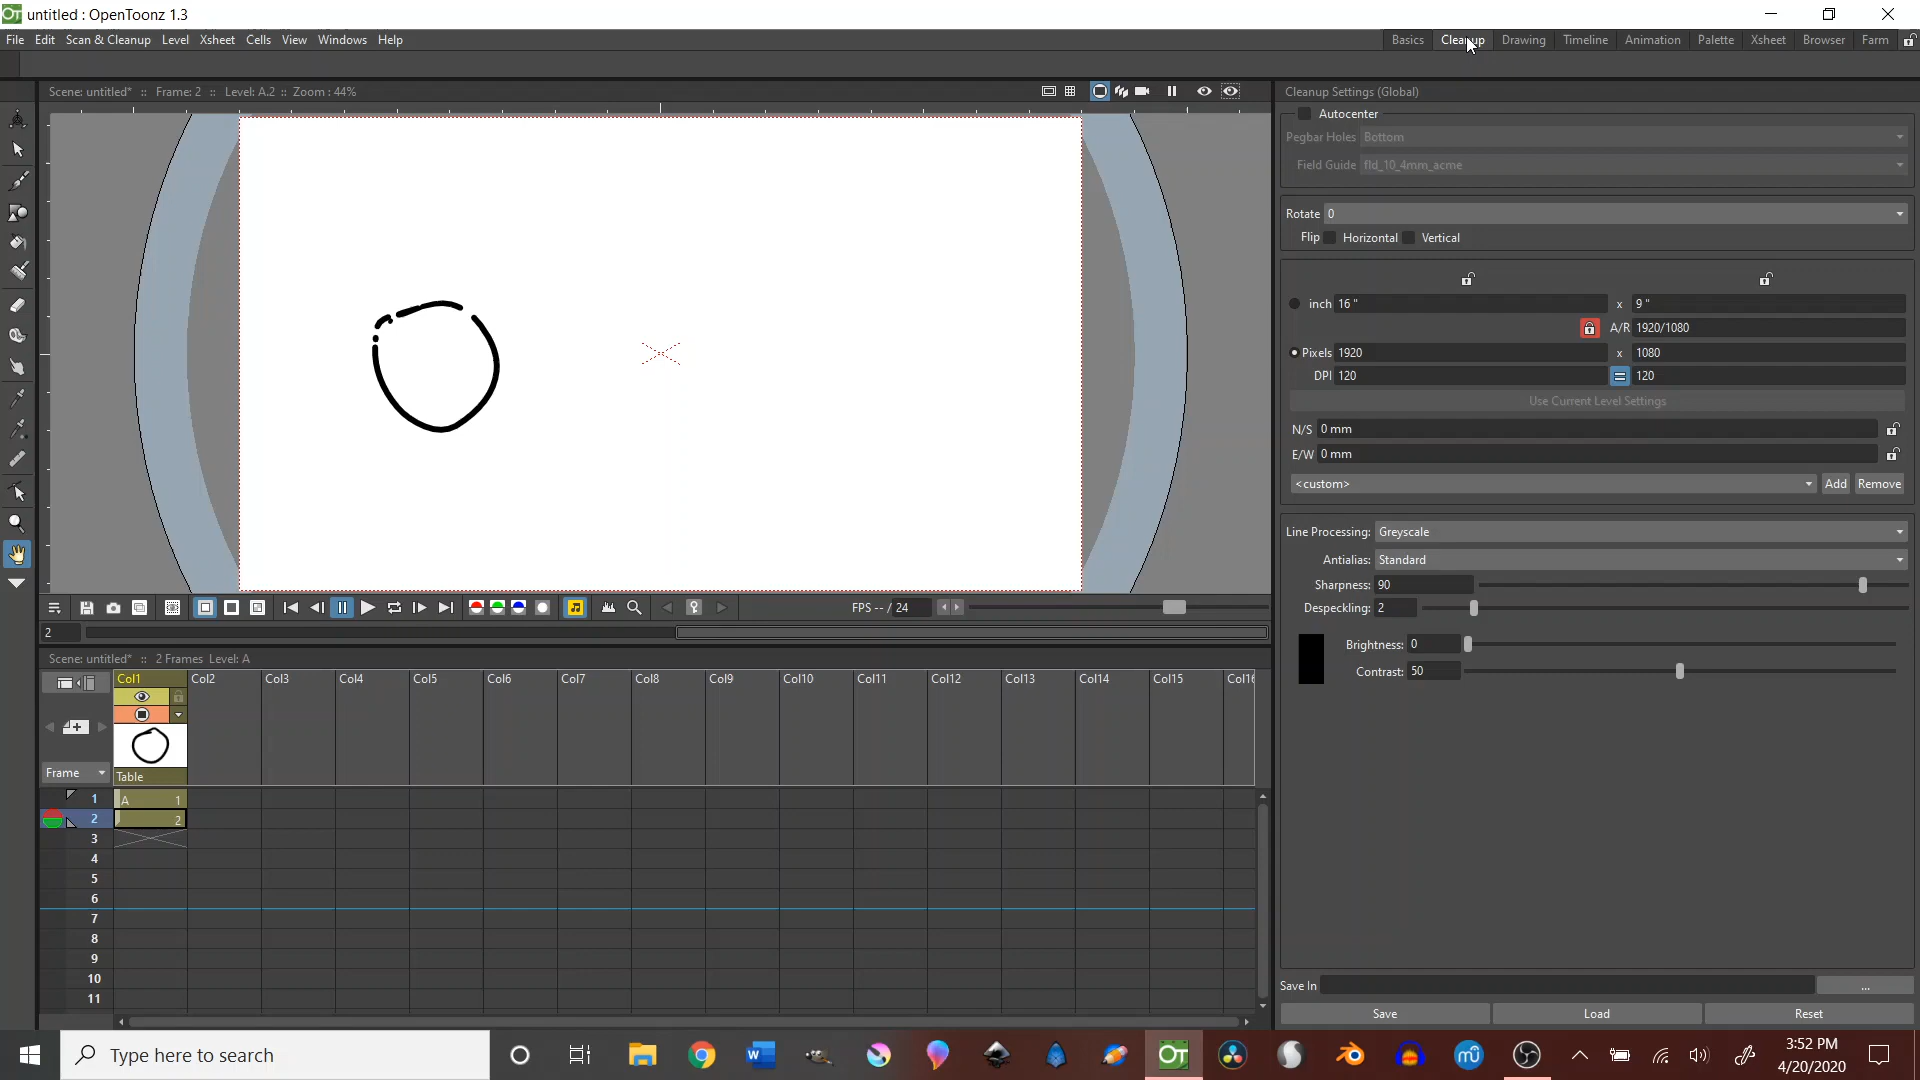 untitled : OpenToonz 1.3
File Edit Scan & Cleanup Level Xsheet Cells View Windows Help
Basics Cleanup Drawing Timeline Animation Palette Xsheet Browser Farm
Scene: untitled* :: Frame: 2 :: Level: A.2 :: Zoom : 44%
Cleanup Settings (Global)
Autocenter
Pegbar Holes Bottom
Field Guide fld_10_4mm_acme
Rotate 0
Flip Horizontal Vertical
inch 16 " x 9 "
A/R 1920/1080
Pixels 1920 x 1080
DPI 120 120
Use Current Level Settings
N/S 0 mm
E/W 0 mm
<custom> Add Remove
Line Processing: Greyscale
Antialias: Standard
Sharpness: 90
Despeckling: 2
Brightness: 0
Contrast: 50
Save In ...
Save Load Reset
FPS -- / 24
2
Scene: untitled* :: 2 Frames Level: A
Col1 Col2 Col3 Col4 Col5 Col6 Col7 Col8 Col9 Col10 Col11 Col12 Col13 Col14 Col15 Col16
Frame Table
1 A 1
2 2
3
4
5
6
7
8
9
10
11
Type here to search
3:52 PM
4/20/2020